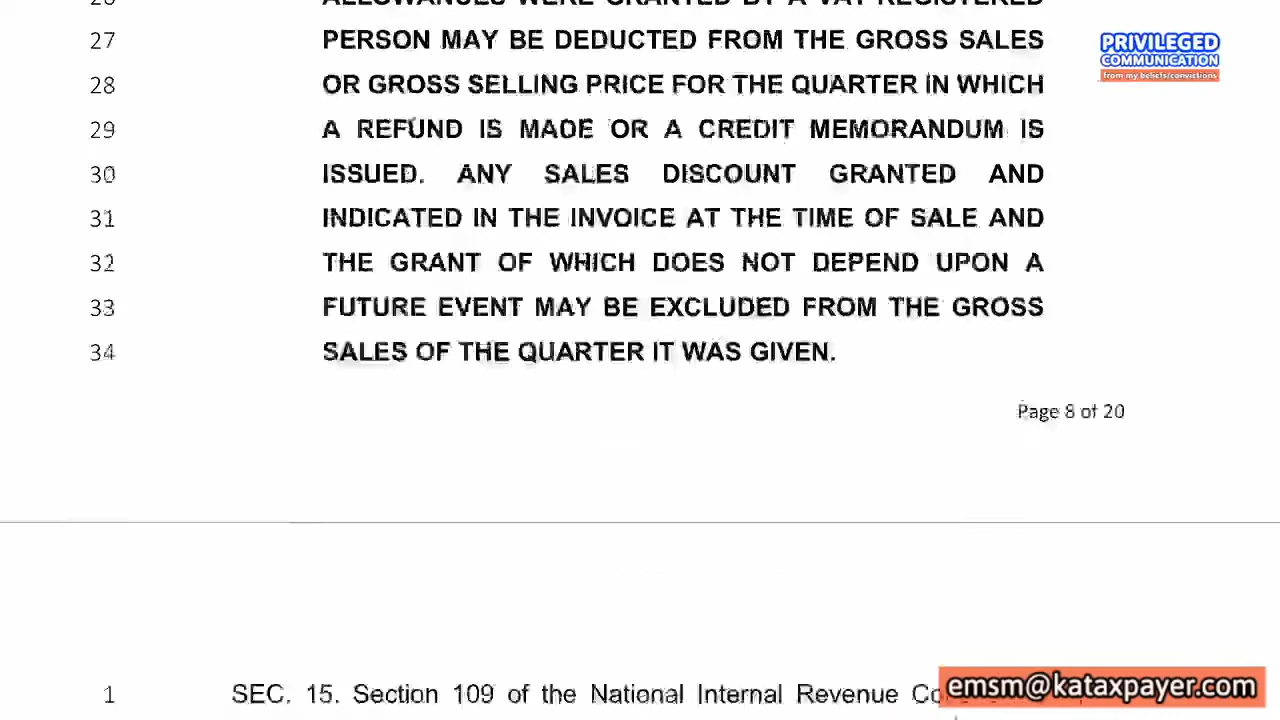 27 PERSON MAY BE DEDUCTED FROM THE GROSS SALES
28 OR GROSS SELLING PRICE FOR THE QUARTER IN WHICH
29 A REFUND IS MADE OR A CREDIT MEMORANDUM IS
30 ISSUED. ANY SALES DISCOUNT GRANTED AND
31 INDICATED IN THE INVOICE AT THE TIME OF SALE AND
32 THE GRANT OF WHICH DOES NOT DEPEND UPON A
33 FUTURE EVENT MAY BE EXCLUDED FROM THE GROSS
34 SALES OF THE QUARTER IT WAS GIVEN.
PRIVILEGED
COMMUNICATION
from my beliefs/convictions
Page 8 of 20
1 SEC. 15. Section 109 of the National Internal Revenue
emsm@kataxpayer.com